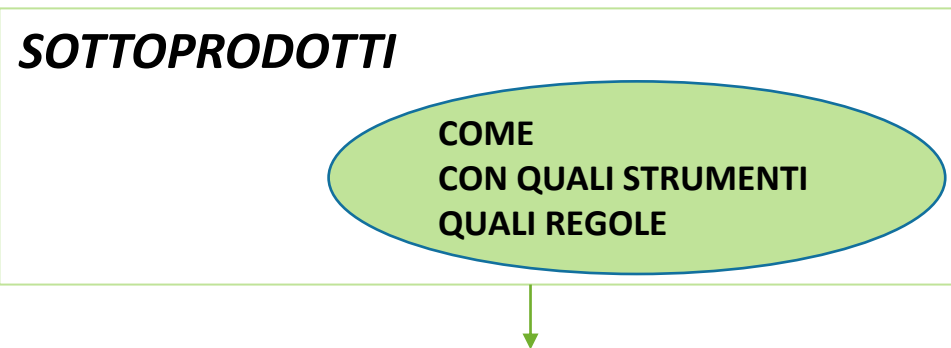 SOTTOPRODOTTI
COME
CON QUALI STRUMENTI
QUALI REGOLE